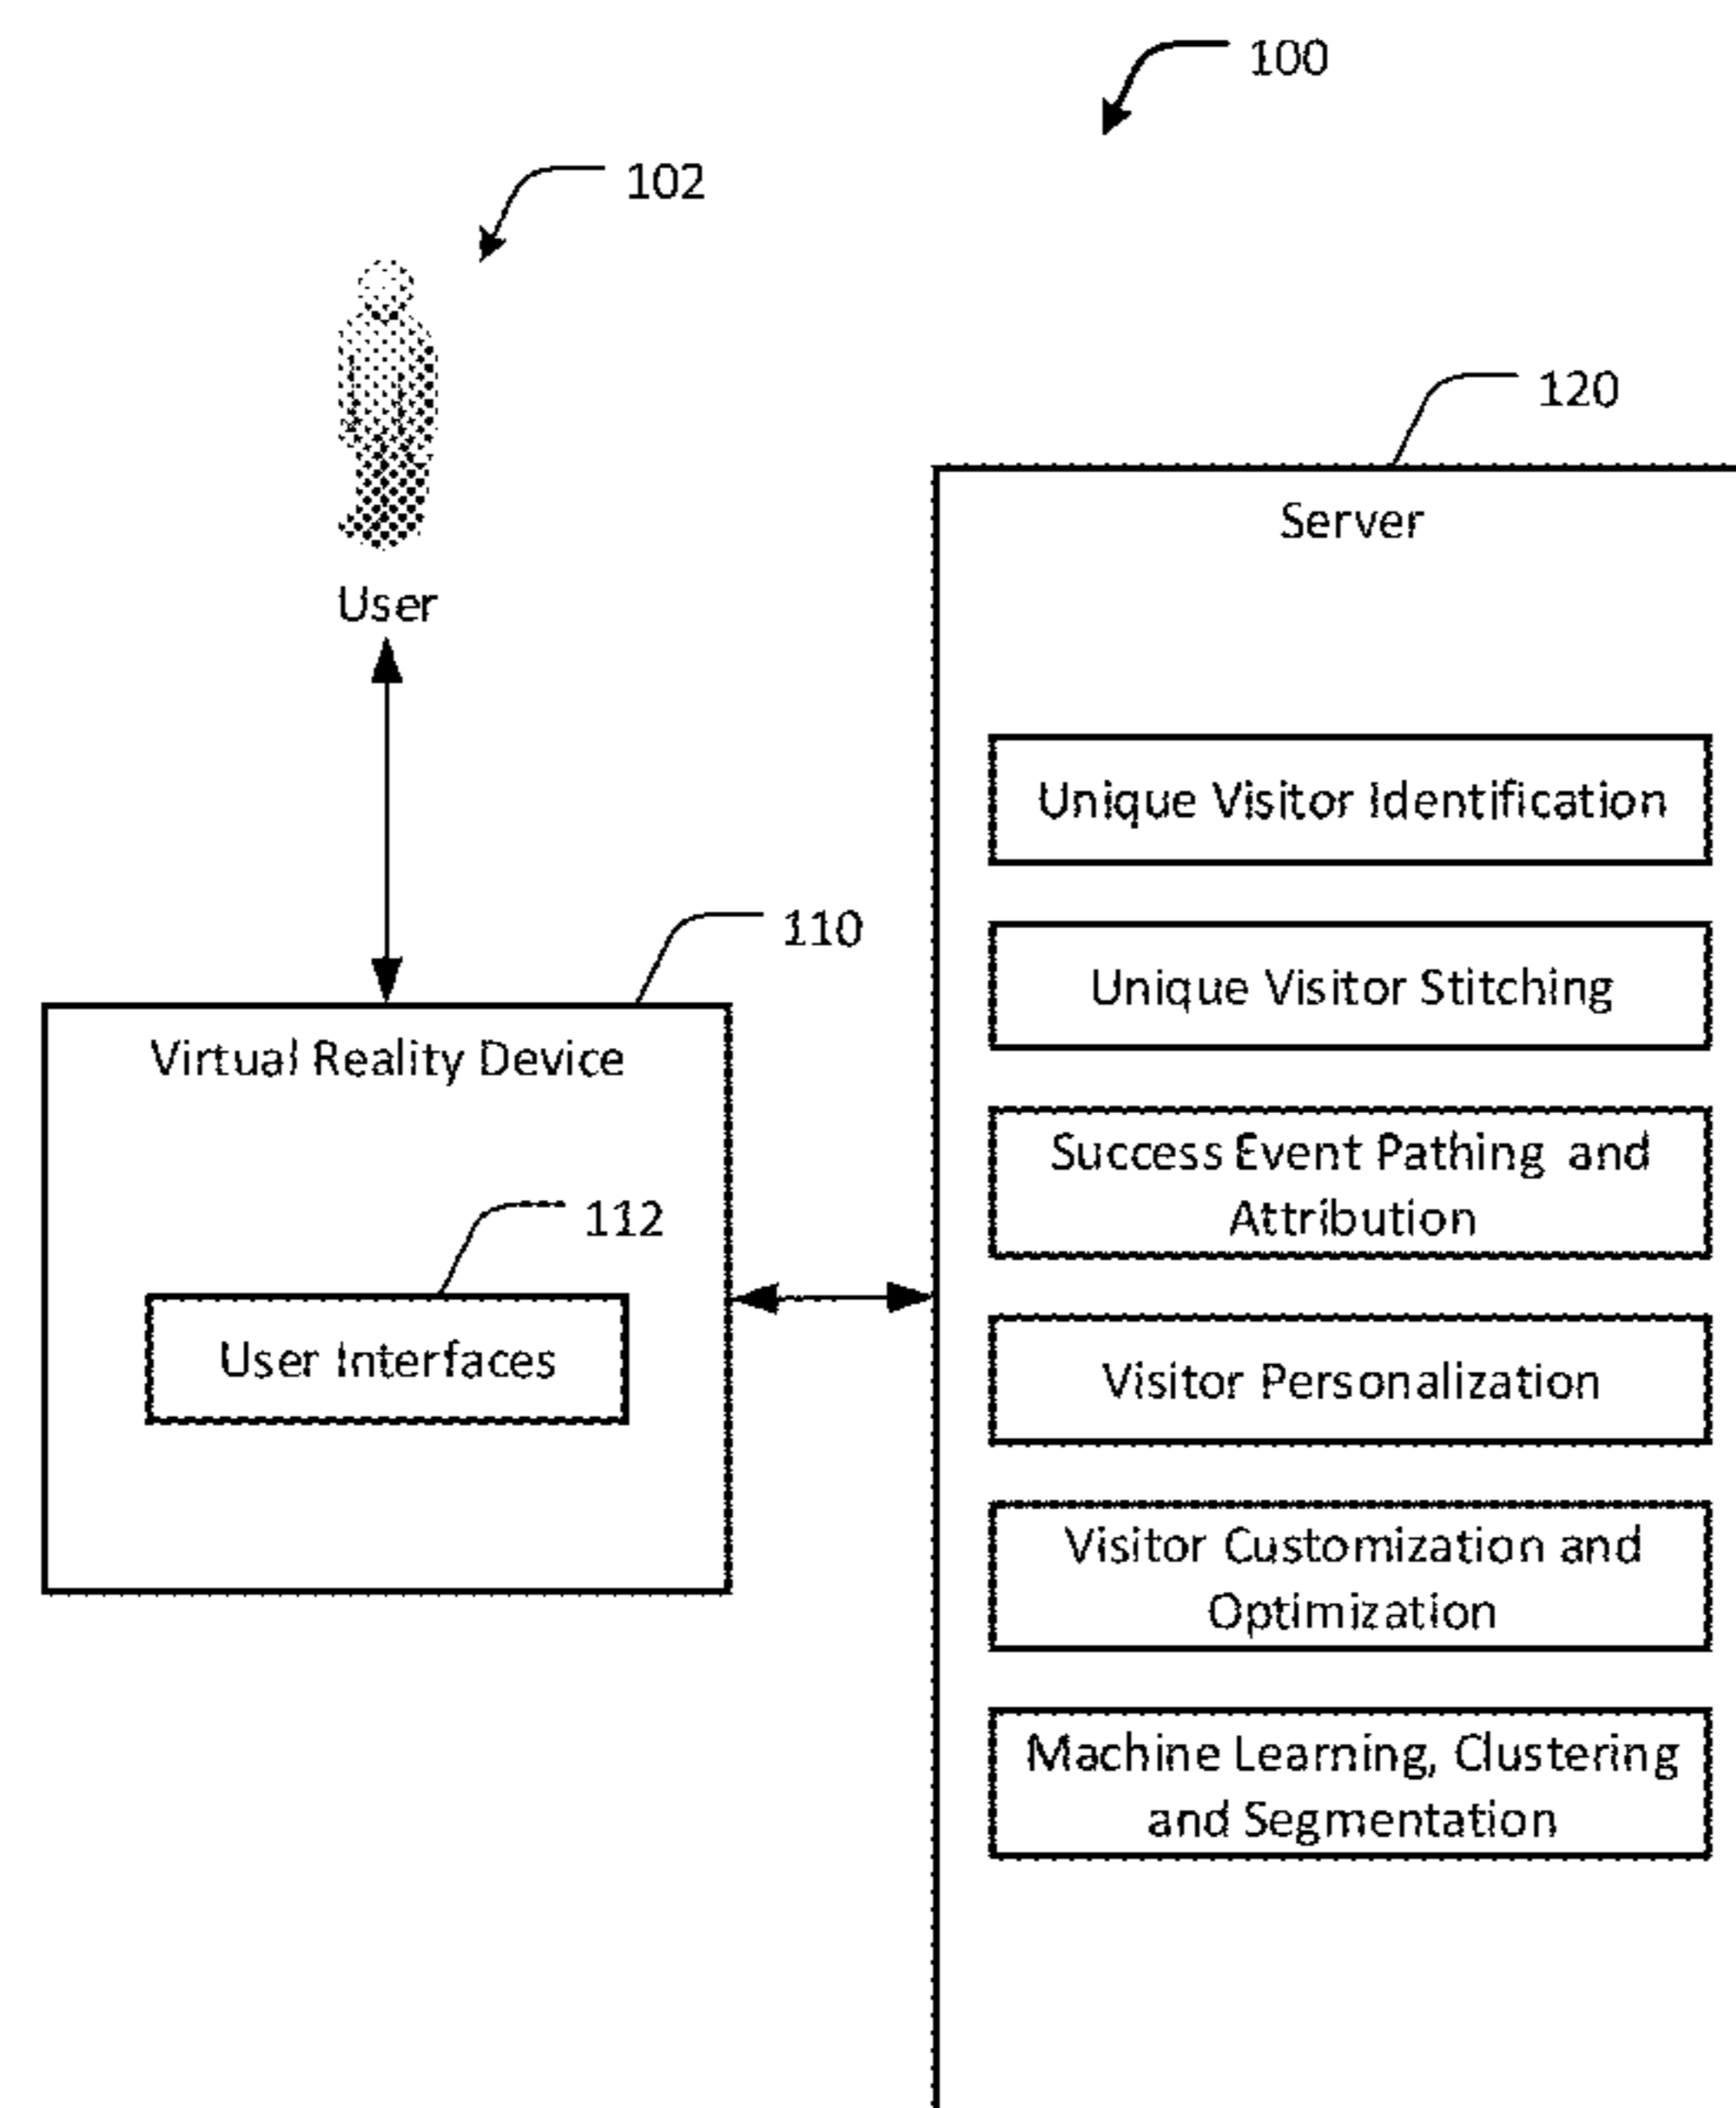 100
102
120
Server
User
Unique Visitor Identification
110
Unique Visitor Stitching
Virtual Reality Device
Success Event Pathing and
Attribution
112
User Interfaces
Visitor Personalization
Visitor Customization and
Optimization
Machine Learning, Clustering
and Segmentation